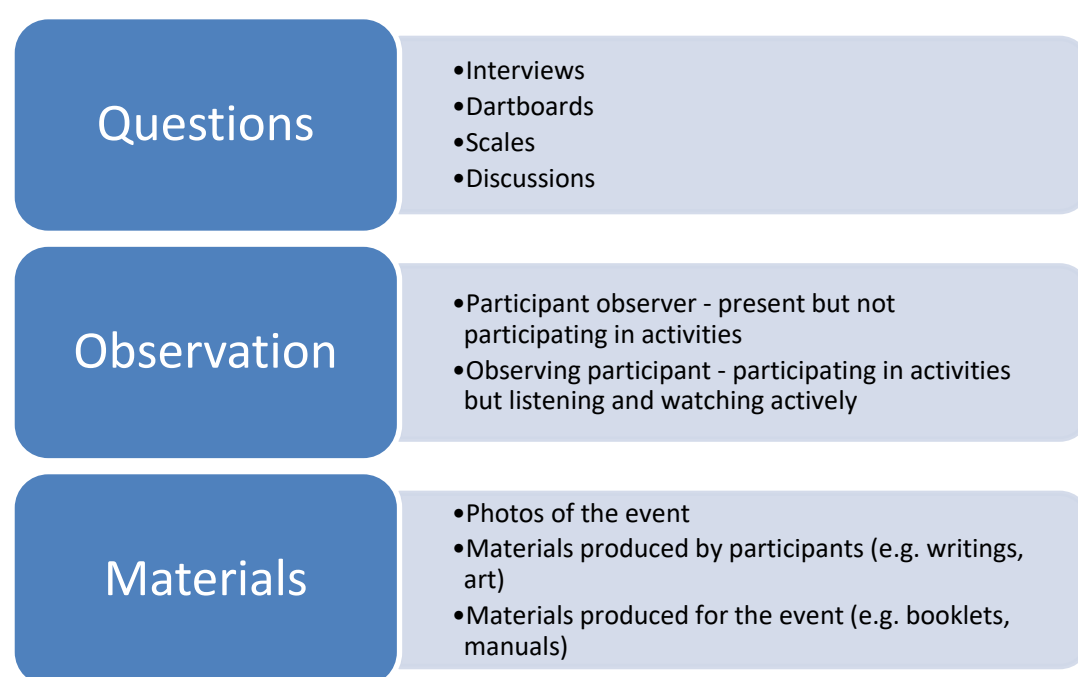 Questions
•Interviews
•Dartboards
•Scales
•Discussions
Observation
•Participant observer - present but not
participating in activities
•Observing participant - participating in activities
but listening and watching actively
Materials
•Photos of the event
•Materials produced by participants (e.g. writings,
art)
•Materials produced for the event (e.g. booklets,
manuals)